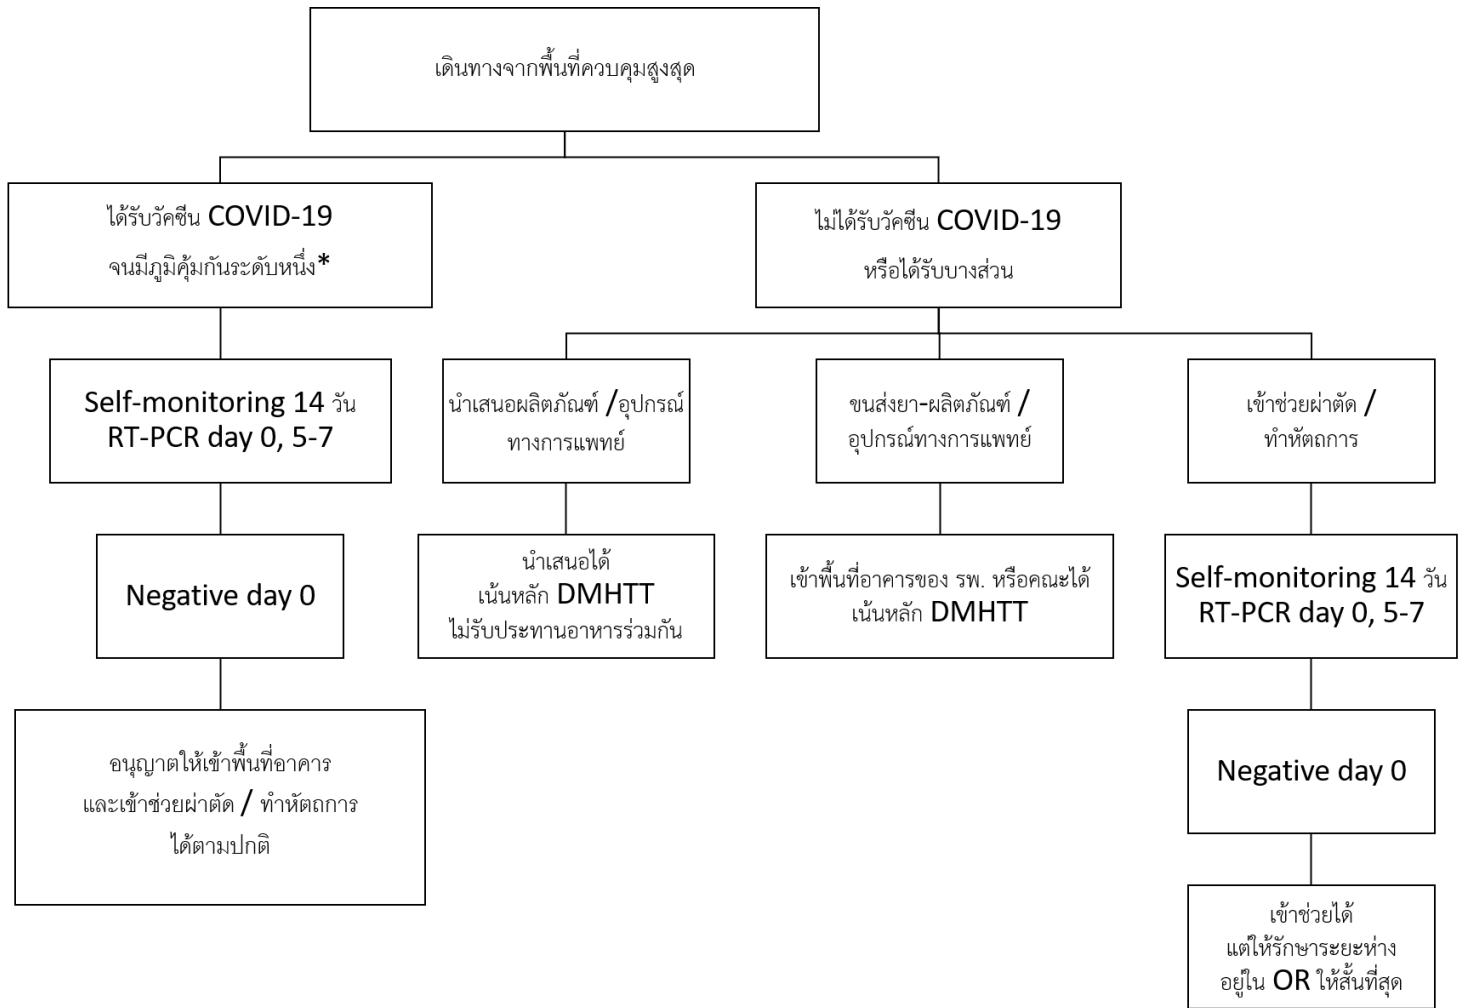 เดินทางจากพื้นที่ควบคุมสูงสุด
ได้รับวัคซีน COVID-19
จนมีภูมิคุ้มกันระดับหนึ่ง*
ไม่ได้รับวัคซีน COVID-19
หรือได้รับบางส่วน
Self-monitoring 14 วัน
RT-PCR day 0, 5-7
นำเสนอผลิตภัณฑ์ /อุปกรณ์
ทางการแพทย์
ขนส่งยา-ผลิตภัณฑ์ /
อุปกรณ์ทางการแพทย์
เข้าช่วยผ่าตัด /
ทำหัตถการ
Negative day 0
นำเสนอได้
เน้นหลัก DMHTT
ไม่รับประทานอาหารร่วมกัน
เข้าพื้นที่อาคารของ รพ. หรือคณะได้
เน้นหลัก DMHTT
Self-monitoring 14 วัน
RT-PCR day 0, 5-7
อนุญาตให้เข้าพื้นที่อาคาร
และเข้าช่วยผ่าตัด / ทำหัตถการ
ได้ตามปกติ
Negative day 0
เข้าช่วยได้
แต่ให้รักษาระยะห่าง
อยู่ใน OR ให้สั้นที่สุด